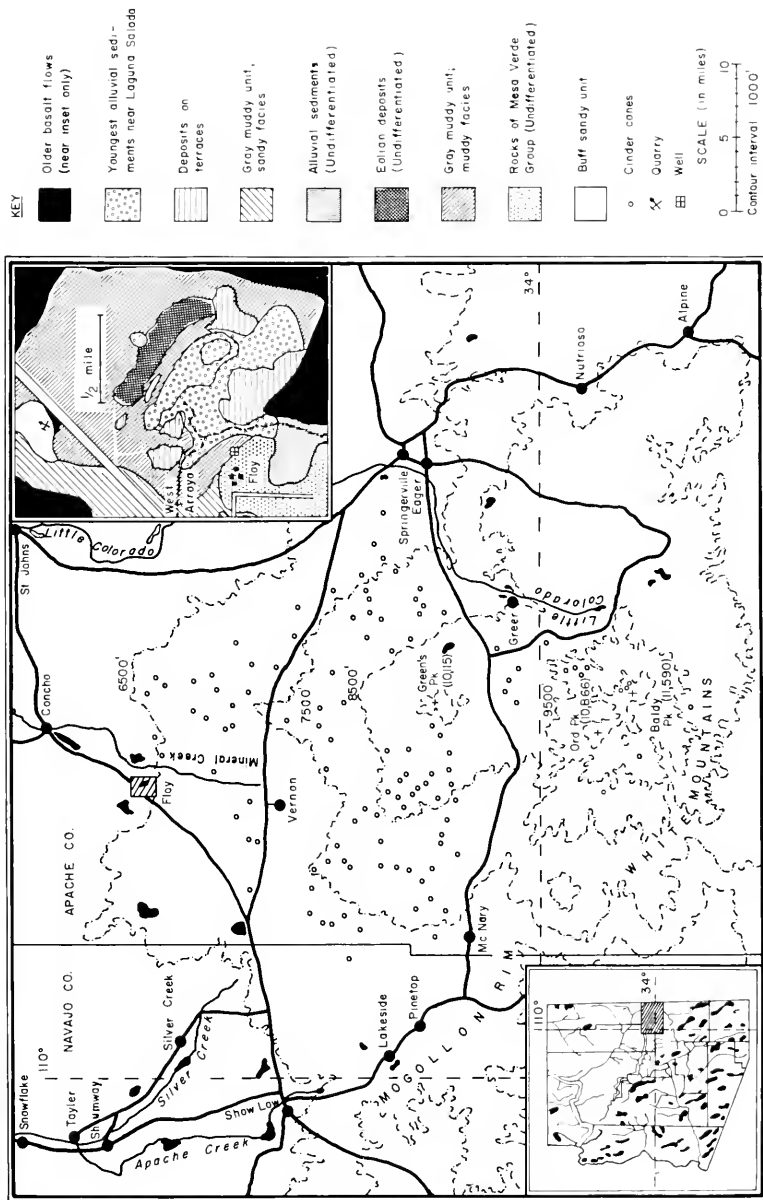 KEY
Older basalt flows
(near inset only)
Youngest alluvial sedi-
ments near Laguna Salada
Deposits on
terraces
Gray muddy unit,
sandy facies
Alluvial sediments
(Undifferentiated)
Eolian deposits
(Undifferentiated)
Gray muddy unit;
muddy facies
Rocks of Mesa Verde
Group (Undifferentiated)
Buff sandy unit
Cinder cones
Quarry
Well
SCALE (in miles)
0 5 10
Contour interval 1000'
Snowflake
Tayler
Shumway
Silver Creek
Silver Creek
Apache Creek
Show Low
Lakeside
Pinetop
MOGOLLON RIM
NAVAJO CO.
APACHE CO.
110°
Concho
Flay
Mineral Creek
Vernan
Mc Nary
St Johns
Little Colorado
6500'
7500'
8500'
Green's
Pk
(10,115)
Springerville
Eager
Greer
Little Colorado
9500'
Ord Pk
(10,866)
Baldy
Pk (11,590)
WHITE MOUNTAINS
34°
Nutrioso
Alpine
1/2 mile
West
Arroyo
Flay
110°
34°